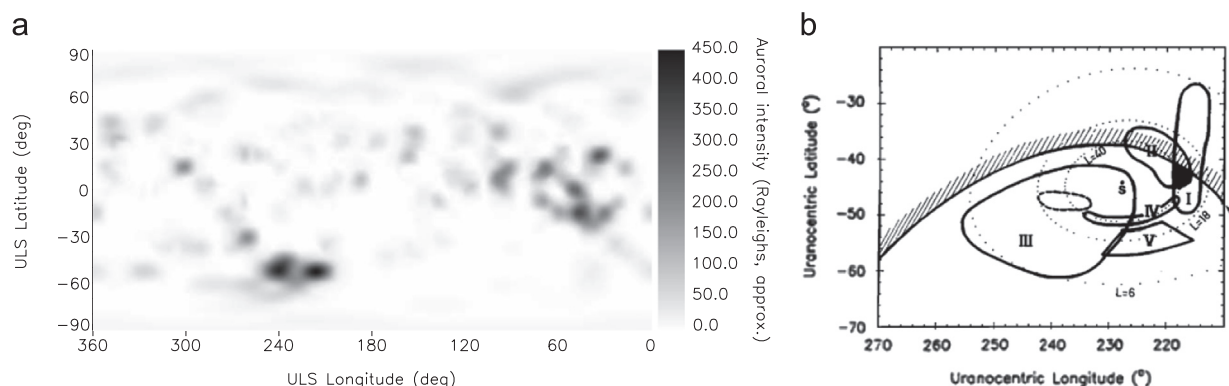 a
90
60
30
0
−30
−60
−90
ULS Latitude (deg)
360
300
240
180
120
60
0
ULS Longitude (deg)
450.0
400.0
350.0
300.0
250.0
200.0
150.0
100.0
50.0
0.0
Auroral intensity (Rayleighs, approx.)
b
−30
−40
−50
−60
−70
Uranocentric Latitude (°)
L=40
II
S
I
IV
L=18
III
V
L=6
270
260
250
240
230
220
Uranocentric Longitude (°)